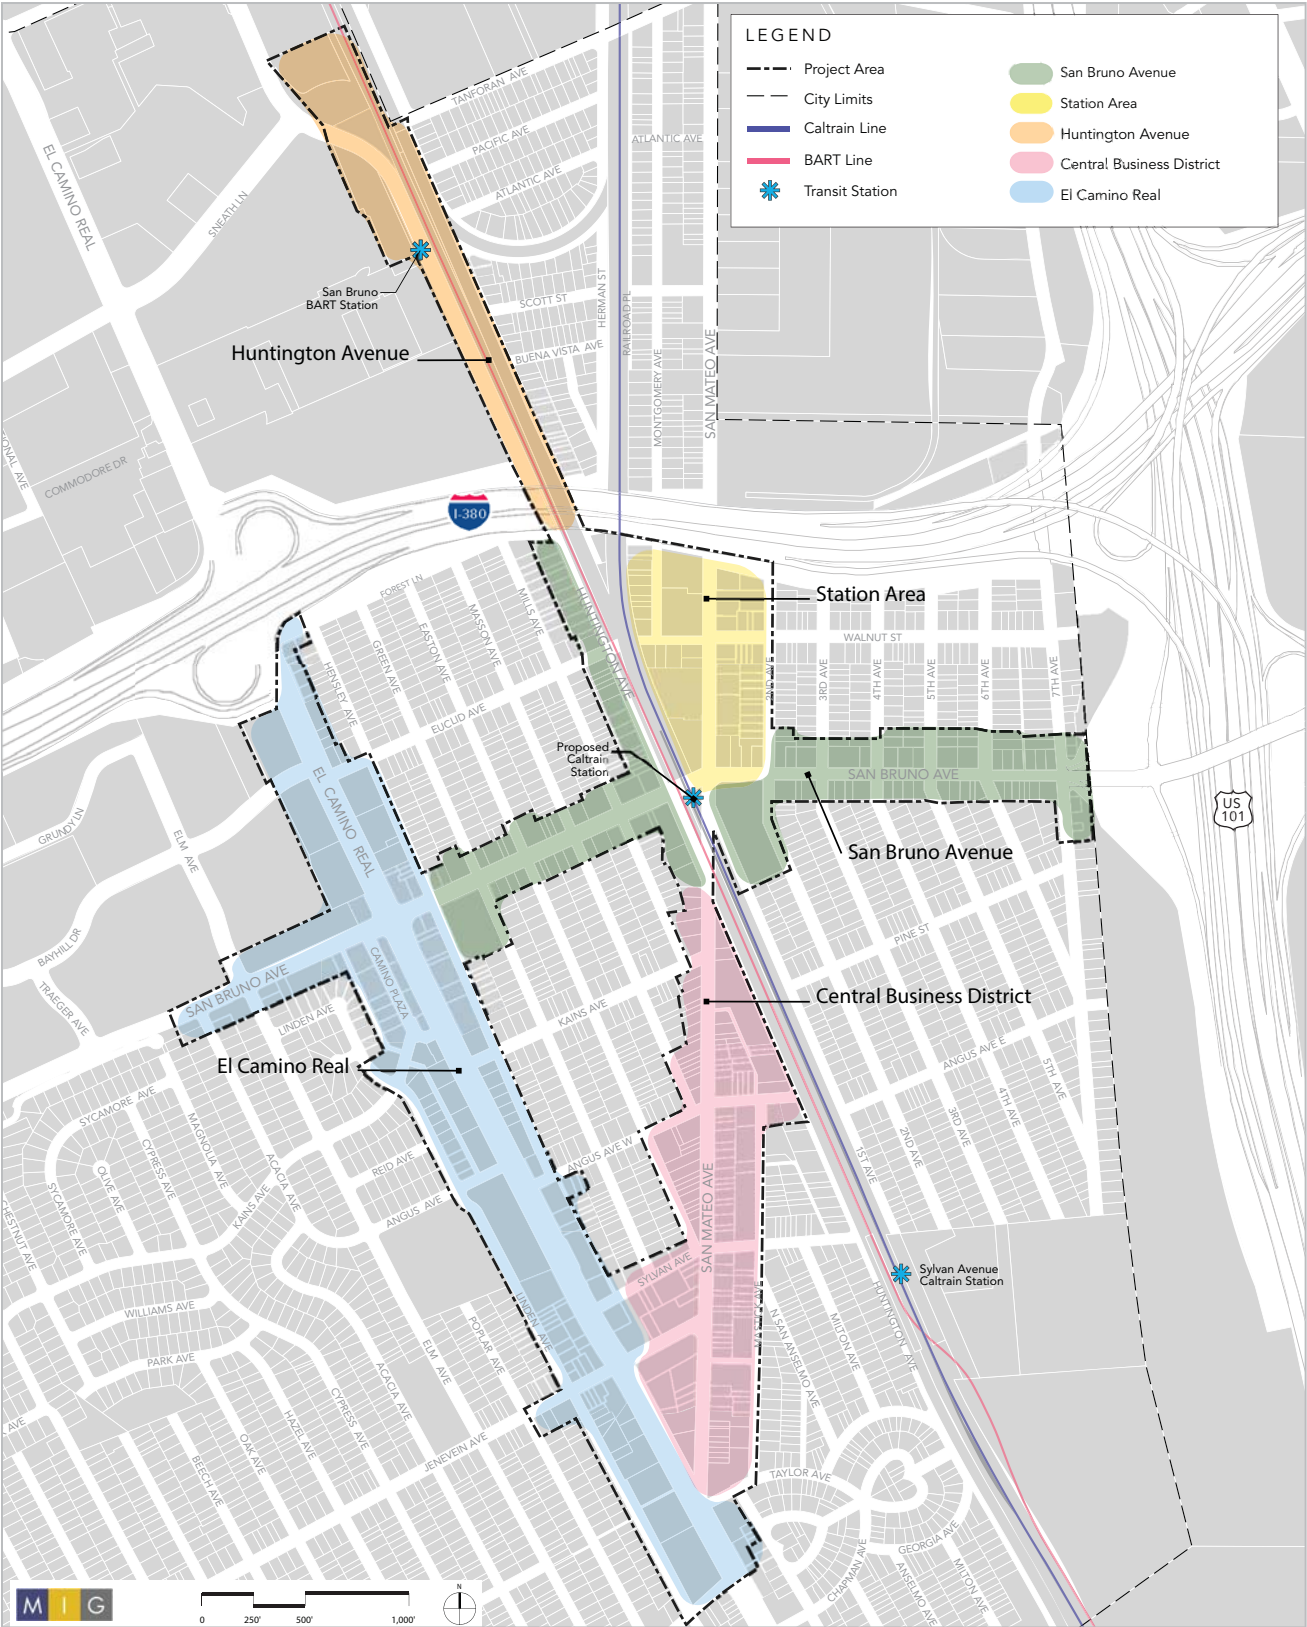 LEGEND
Project Area
City Limits
Caltrain Line
BART Line
Transit Station
San Bruno Avenue
Station Area
Huntington Avenue
Central Business District
El Camino Real
TANFORAN AVE
PACIFIC AVE
ATLANTIC AVE
ATLANTIC AVE
EL CAMINO REAL
SNEATH LN
San Bruno
BART Station
SCOTT ST
HERMAN ST
RAILROAD PL
BUENA VISTA AVE
MONTGOMERY AVE
SAN MATEO AVE
Huntington Avenue
COMMODORE DR
I-380
FOREST LN
MILLS AVE
MASSON AVE
EASTON AVE
GREEN AVE
HENSLEY AVE
EUCLID AVE
HUNTINGTON AVE
Station Area
WALNUT ST
2ND AVE
3RD AVE
4TH AVE
5TH AVE
6TH AVE
7TH AVE
Proposed
Caltrain
Station
SAN BRUNO AVE
San Bruno Avenue
US
101
EL CAMINO REAL
GRUNDY LN
ELM AVE
BAYHILL DR
TRAEGER AVE
SAN BRUNO AVE
CAMINO PLAZA
LINDEN AVE
KAINS AVE
PINE ST
Central Business District
El Camino Real
ANGUS AVE E
5TH AVE
4TH AVE
3RD AVE
2ND AVE
1ST AVE
SYCAMORE AVE
CYPRESS AVE
MAGNOLIA AVE
ACACIA AVE
OLIVE AVE
SYCAMORE AVE
CHESTNUT AVE
KAINS AVE
REID AVE
ANGUS AVE
ANGUS AVE W
SAN MATEO AVE
SYLVAN AVE
Sylvan Avenue
Caltrain Station
HUNTINGTON AVE
MASTICK AVE
N SAN ANSELMO AVE
MILTON AVE
WILLIAMS AVE
PARK AVE
LINDEN AVE
POPLAR AVE
ELM AVE
ACACIA AVE
CYPRESS AVE
HAZEL AVE
OAK AVE
BEECH AVE
JENEVEIN AVE
TAYLOR AVE
GEORGIA AVE
CHAPMAN AVE
ANSELMO AVE
MILTON AVE
M I G
0 250' 500' 1,000'
N